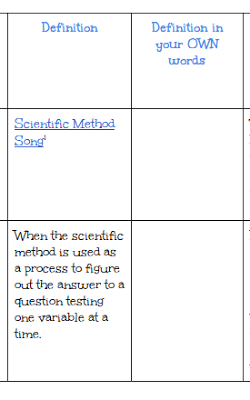 Definition
Definition in
your OWN
words
Scientific Method
Song¹
When the scientific
method is used as
a process to figure
out the answer to a
question testing
one variable at a
time.